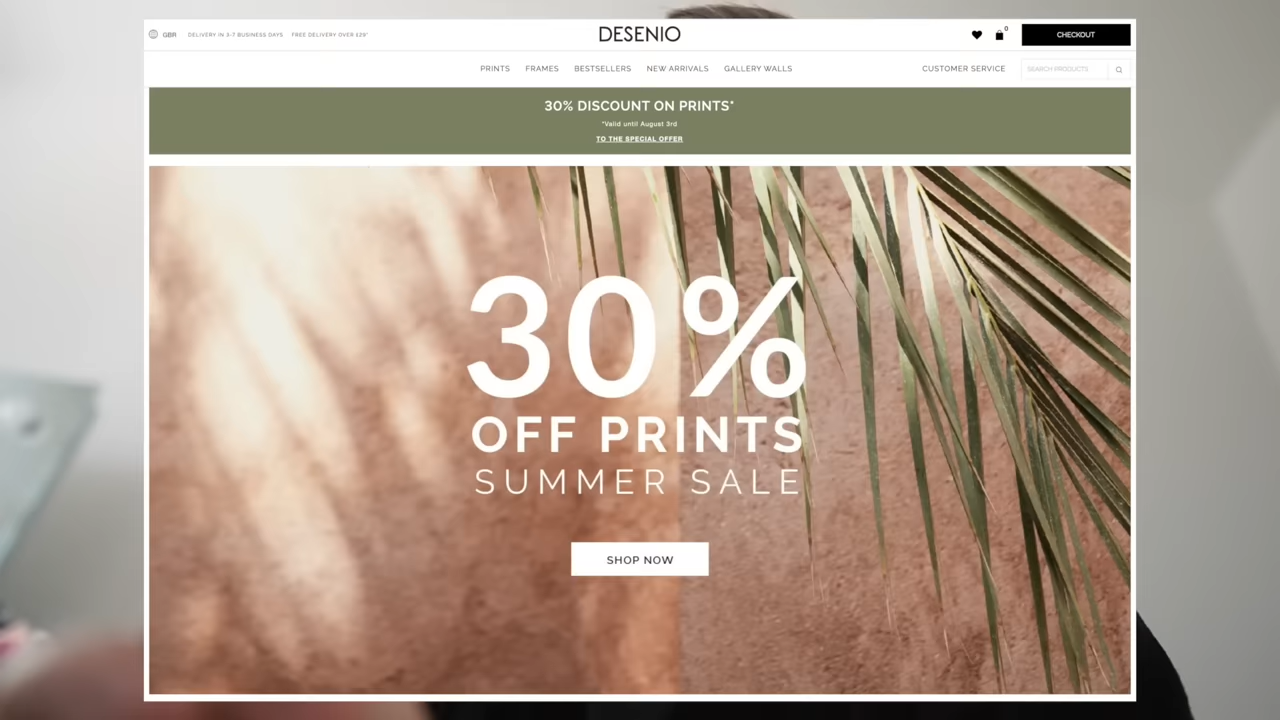 GBR DELIVERY IN 3-7 BUSINESS DAYS FREE DELIVERY OVER £29*
DESENIO
0
CHECKOUT
PRINTS FRAMES BESTSELLERS NEW ARRIVALS GALLERY WALLS
CUSTOMER SERVICE
SEARCH PRODUCTS
30% DISCOUNT ON PRINTS*
*Valid until August 3rd
TO THE SPECIAL OFFER
30%
OFF PRINTS
SUMMER SALE
SHOP NOW